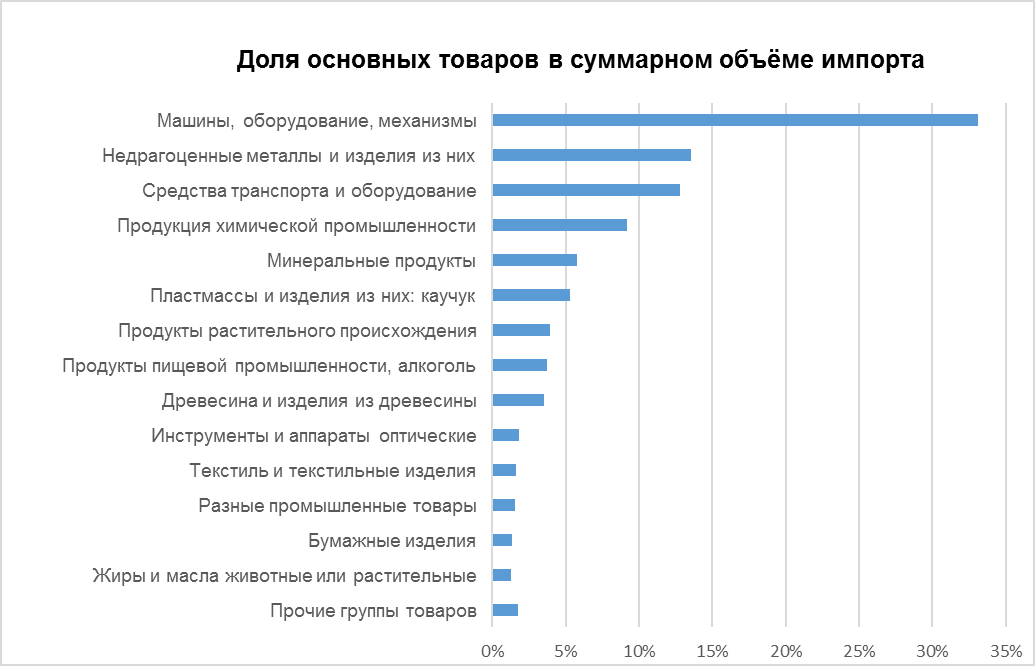 Доля основных товаров в суммарном объёме импорта
Машины, оборудование, механизмы
Недрагоценные металлы и изделия из них
Средства транспорта и оборудование
Продукция химической промышленности
Минеральные продукты
Пластмассы и изделия из них: каучук
Продукты растительного происхождения
Продукты пищевой промышленности, алкоголь
Древесина и изделия из древесины
Инструменты и аппараты оптические
Текстиль и текстильные изделия
Разные промышленные товары
Бумажные изделия
Жиры и масла животные или растительные
Прочие группы товаров
0% 5% 10% 15% 20% 25% 30% 35%